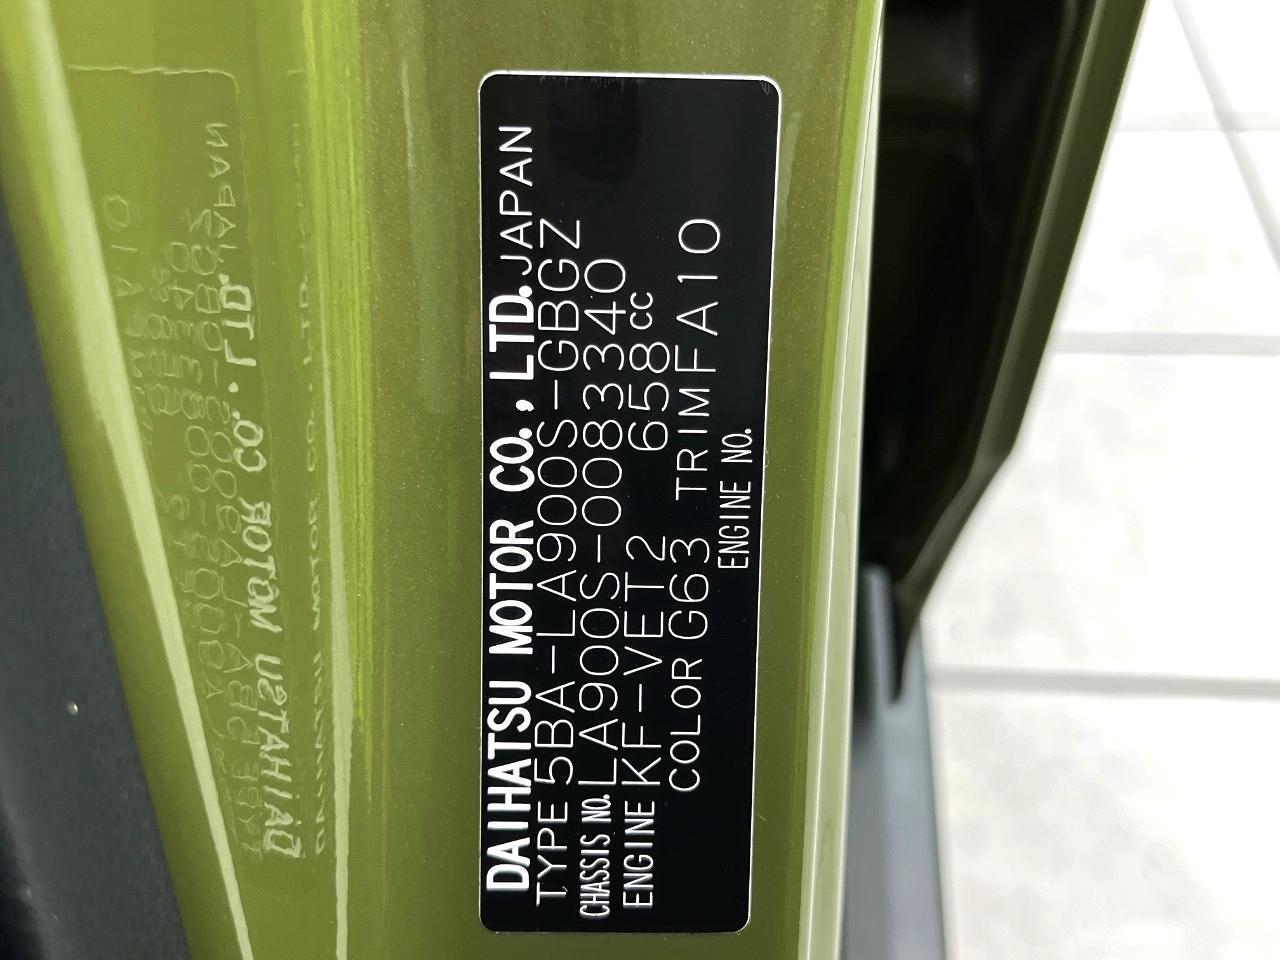 DAIHATSU MOTOR CO., LTD. JAPAN
TYPE 5BA-LA900S-GBGZ
CHASSIS NO. LA900S-0083340
ENGINE KF-VET2 658cc
COLOR G63 TRIM FA10
ENGINE NO.